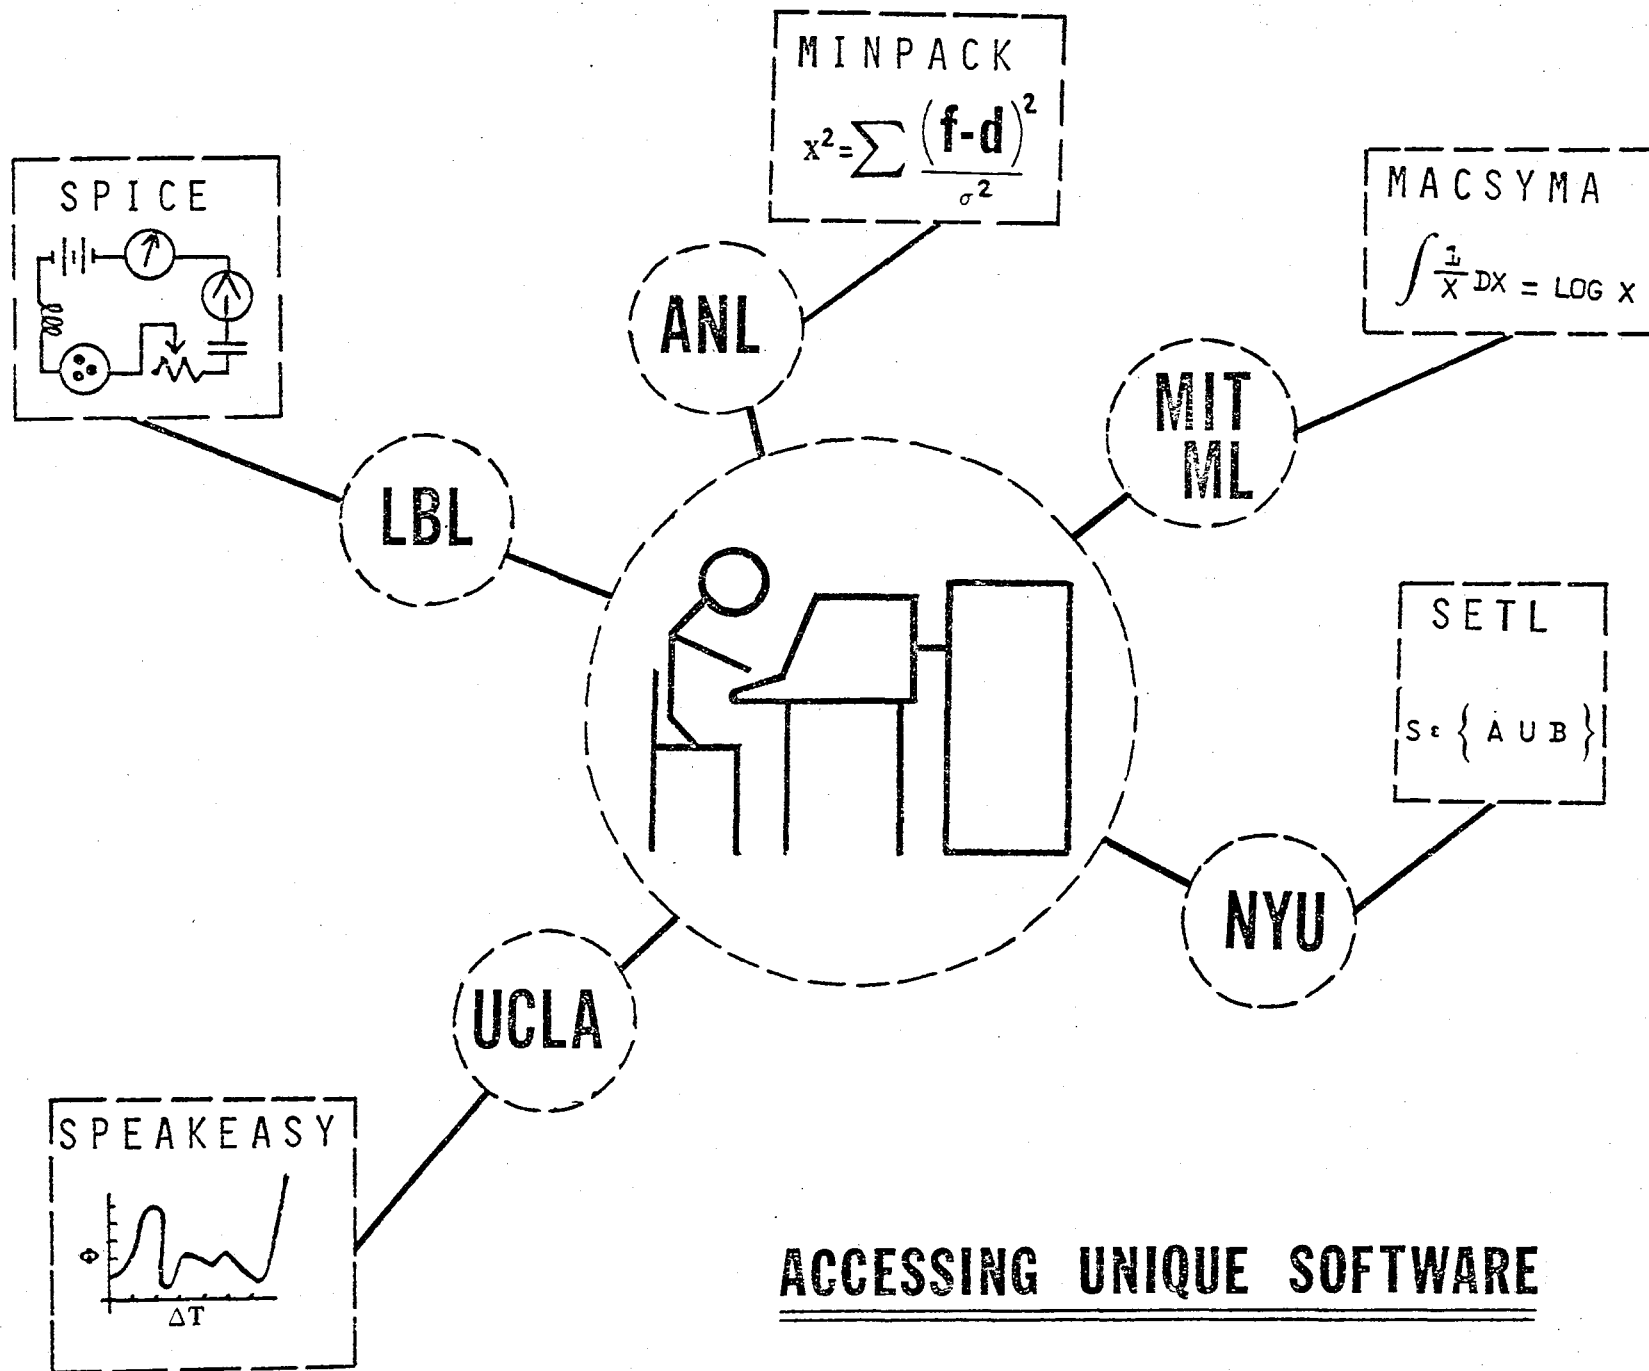 MINPACK
X²=∑ (f-d)²/σ²
SPICE
MACSYMA
∫ 1/X DX = LOG X
ANL
MIT
ML
LBL
SETL
S ε { A U B }
NYU
UCLA
SPEAKEASY
Φ
ΔT
ACCESSING UNIQUE SOFTWARE